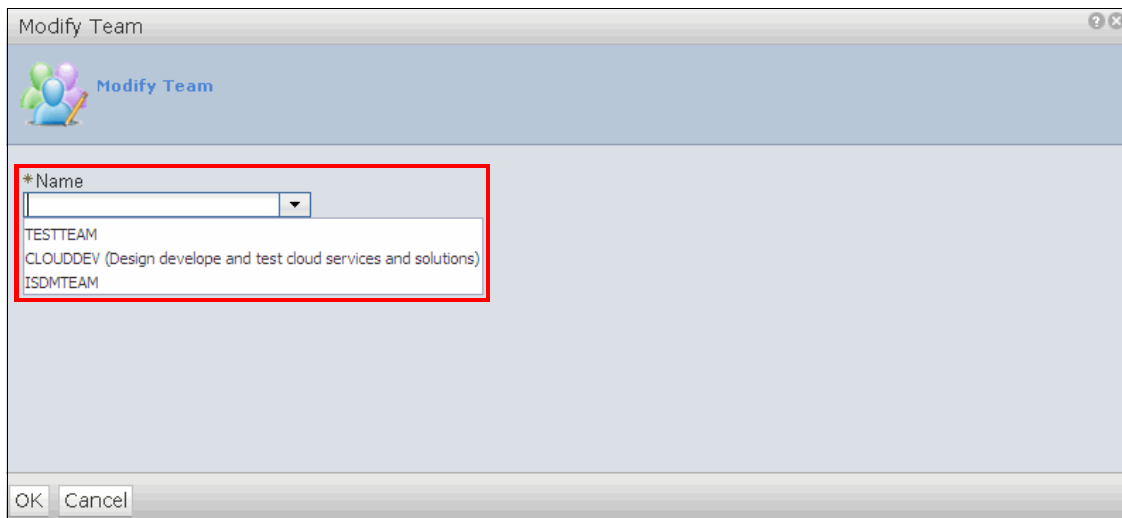 Modify Team
Modify Team
*Name
TESTTEAM
CLOUDDEV (Design develope and test cloud services and solutions)
ISDMTEAM
OK Cancel